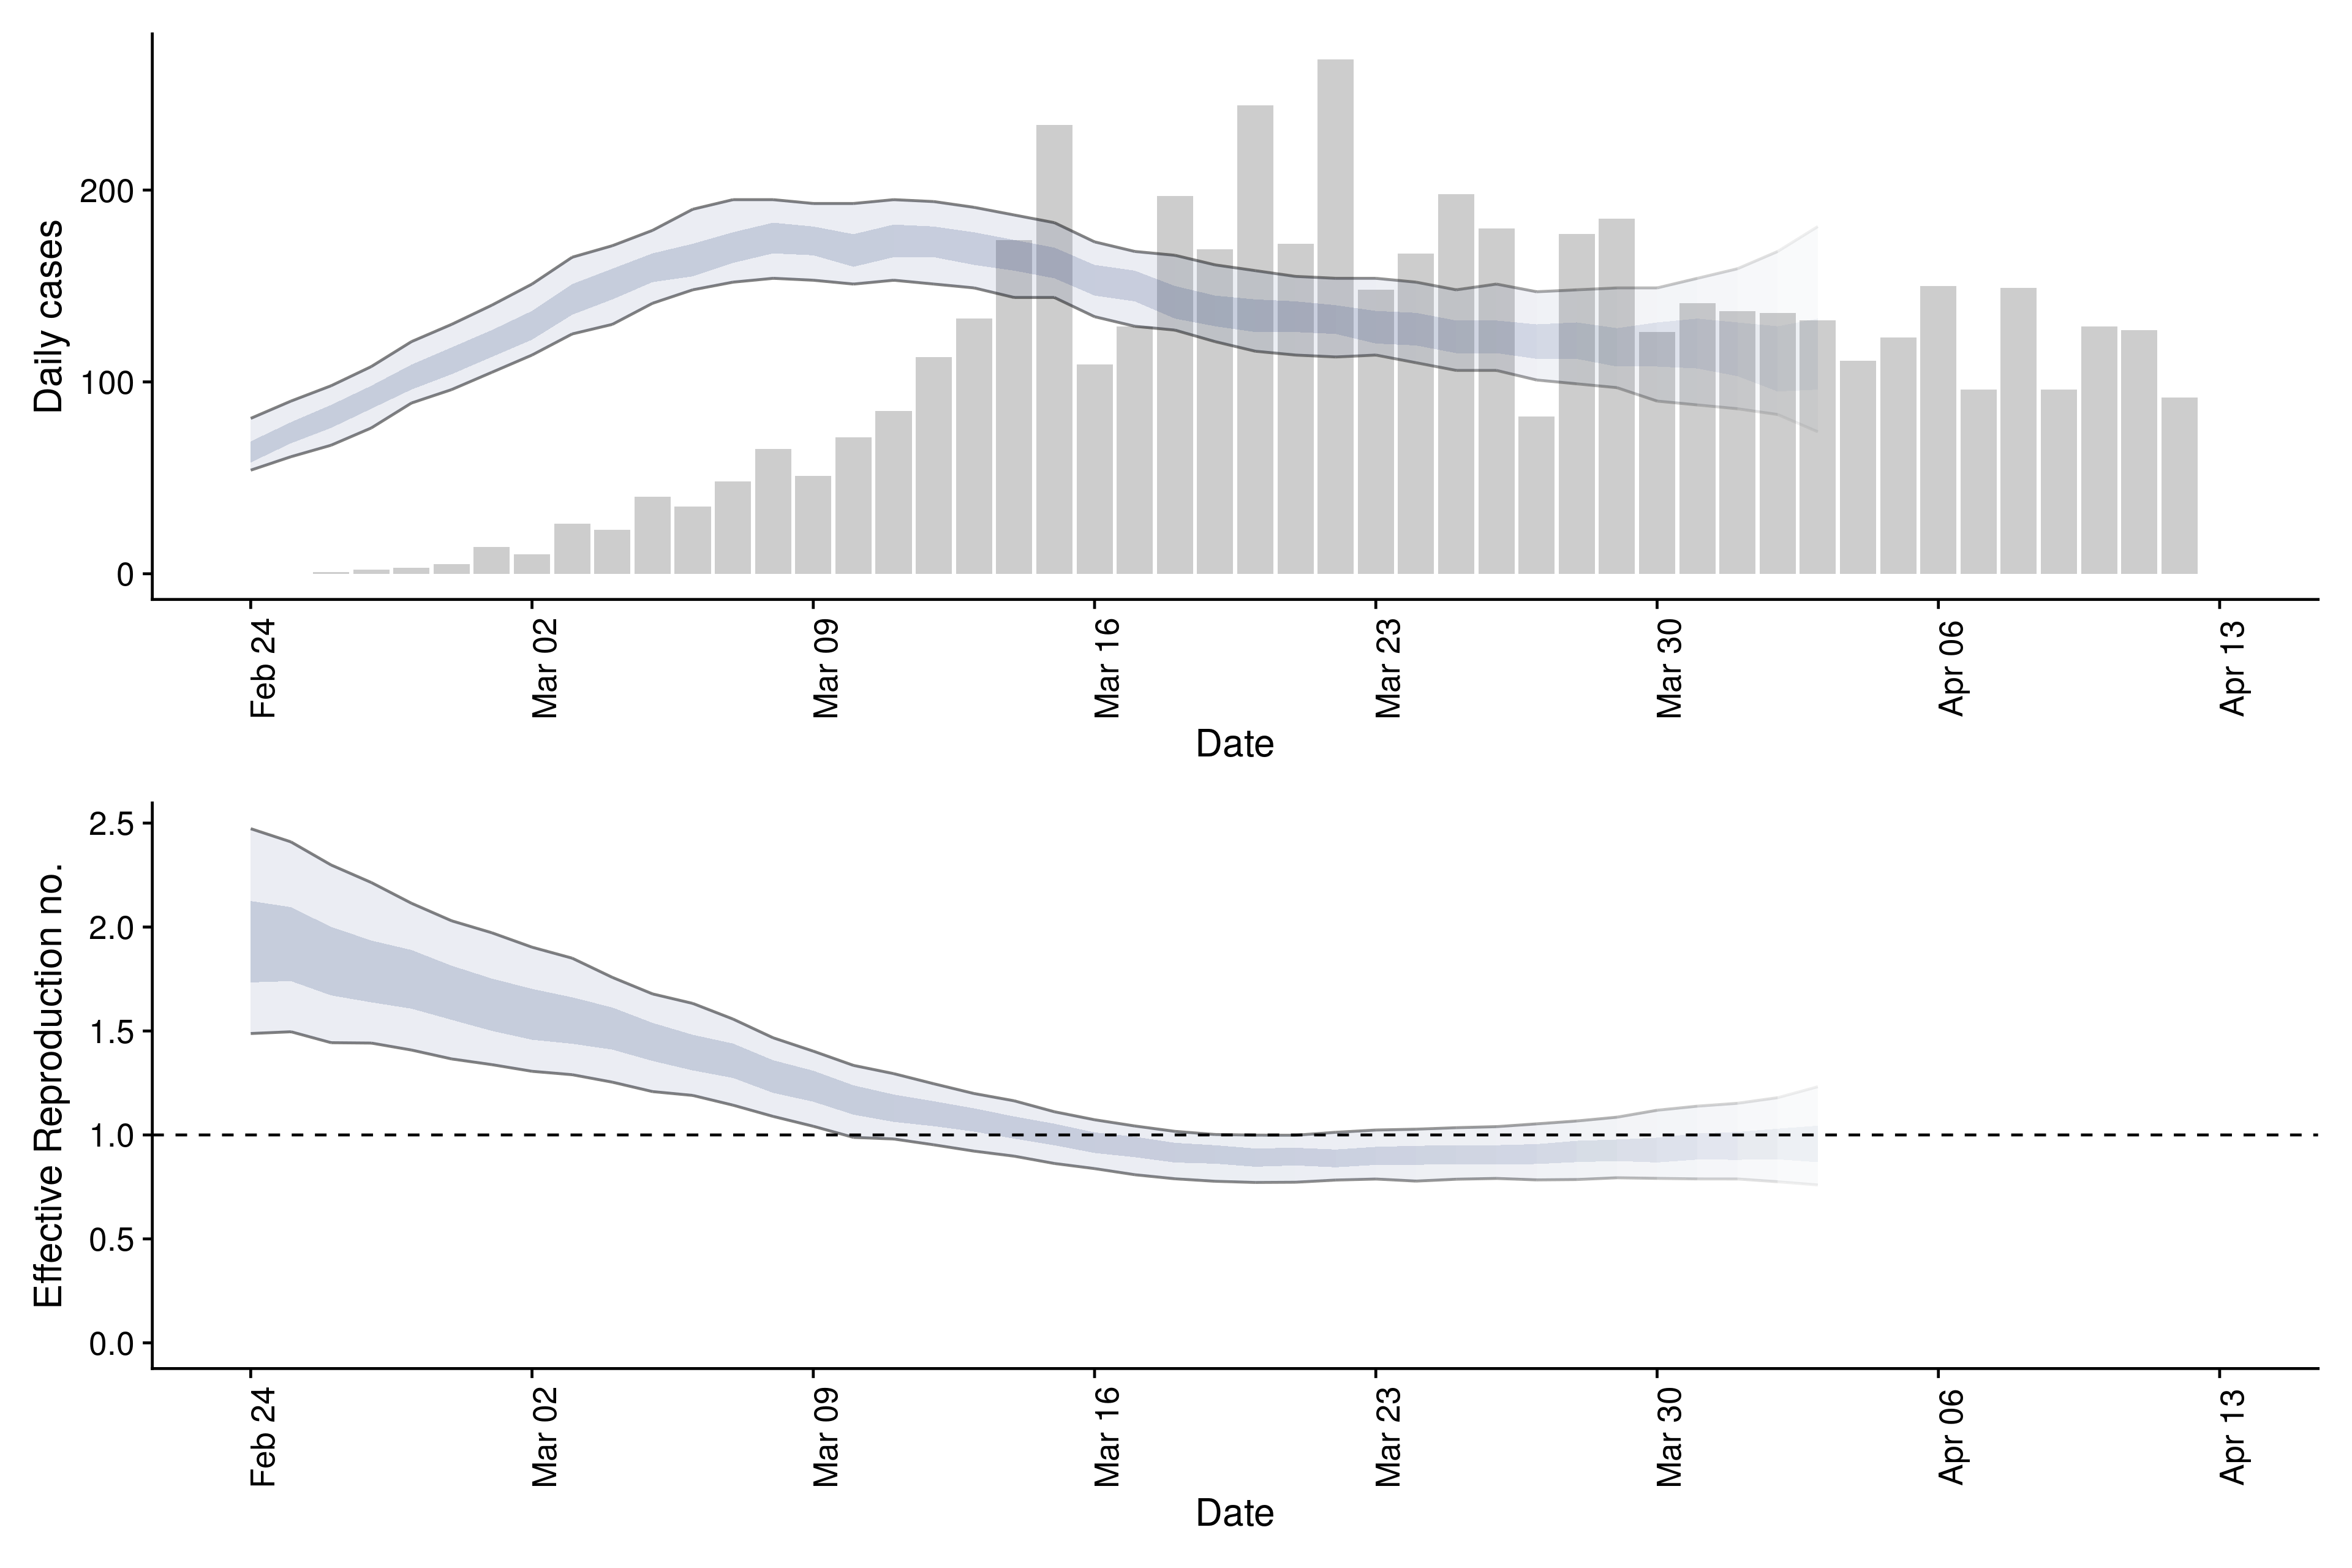 Daily cases
200
100
0
Feb 24
Mar 02
Mar 09
Mar 16
Mar 23
Mar 30
Apr 06
Apr 13
Date
Effective Reproduction no.
2.5
2.0
1.5
1.0
0.5
0.0
Feb 24
Mar 02
Mar 09
Mar 16
Mar 23
Mar 30
Apr 06
Apr 13
Date